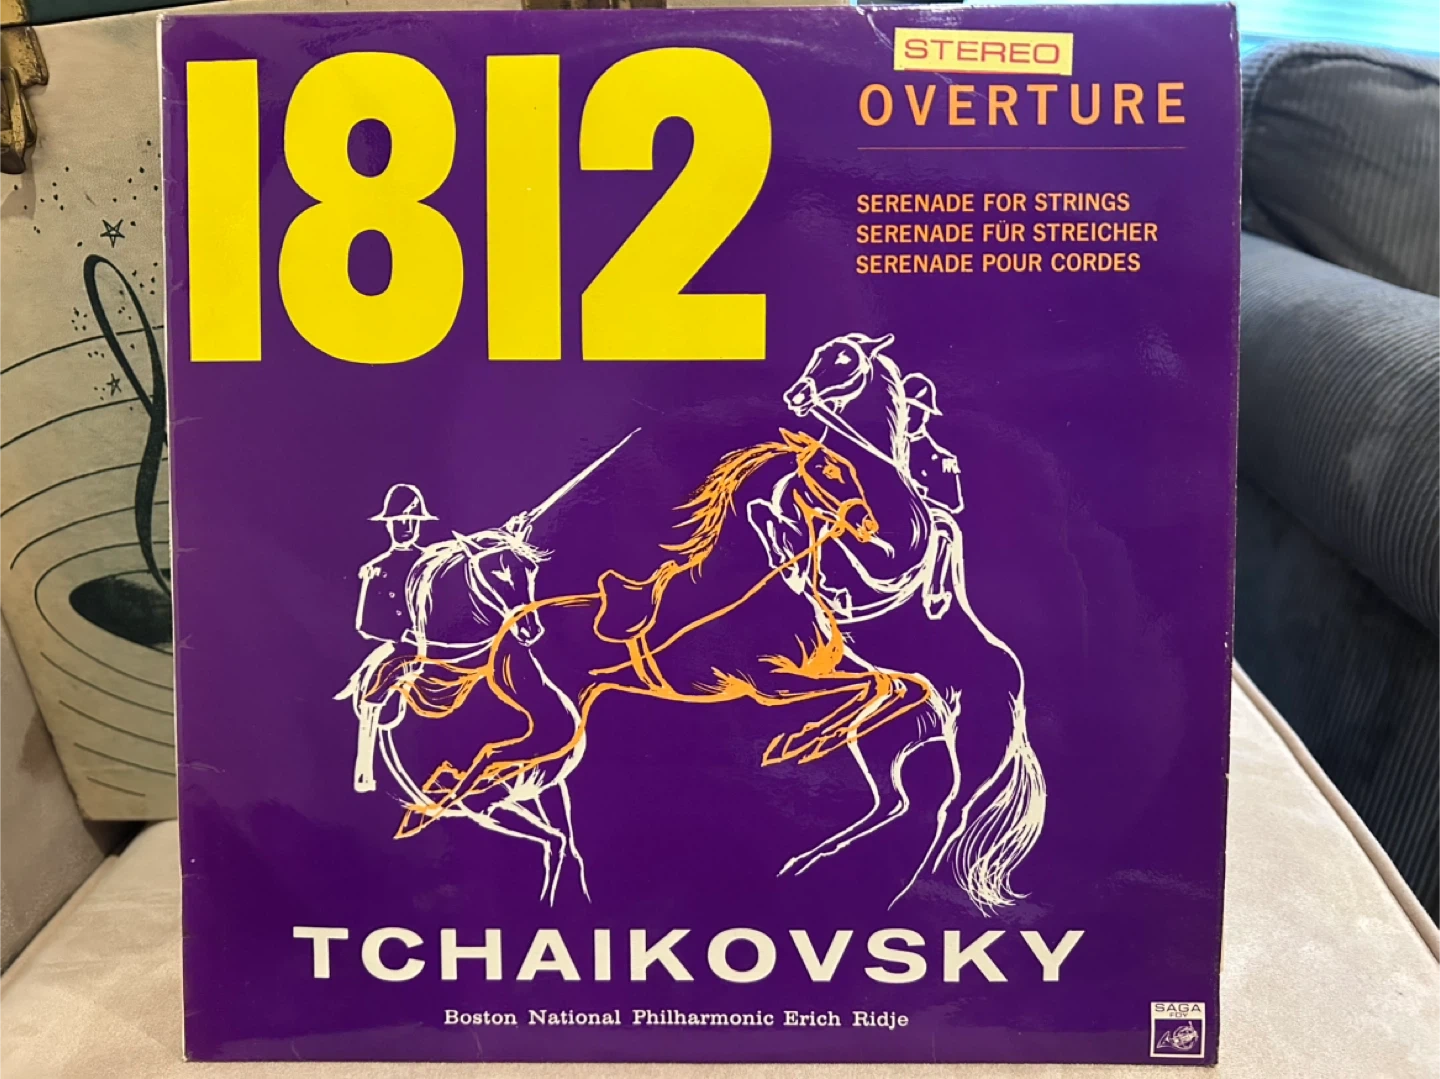 1812
STEREO
OVERTURE
SERENADE FOR STRINGS
SERENADE FÜR STREICHER
SERENADE POUR CORDES
TCHAIKOVSKY
Boston National Philharmonic Erich Ridje
SAGA
FDY